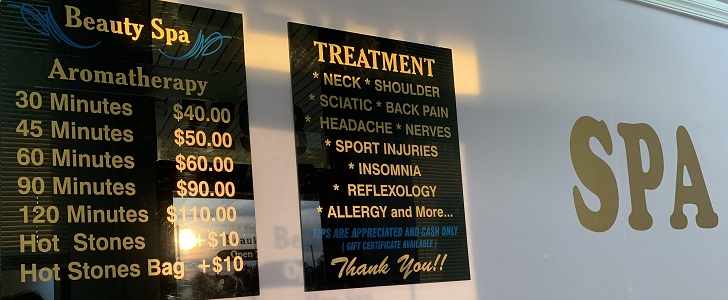 Beauty Spa
Aromatherapy
30 Minutes $40.00
45 Minutes $50.00
60 Minutes $60.00
90 Minutes $90.00
120 Minutes $110.00
Hot Stones +$10
Hot Stones Bag +$10
TREATMENT
* NECK * SHOULDER
* SCIATIC * BACK PAIN
* HEADACHE * NERVES
* SPORT INJURIES
* INSOMNIA
* REFLEXOLOGY
* ALLERGY and More...
TIPS ARE APPRECIATED AND CASH ONLY
( GIFT CERTIFICATE AVAILABLE )
Thank You!!
SPA